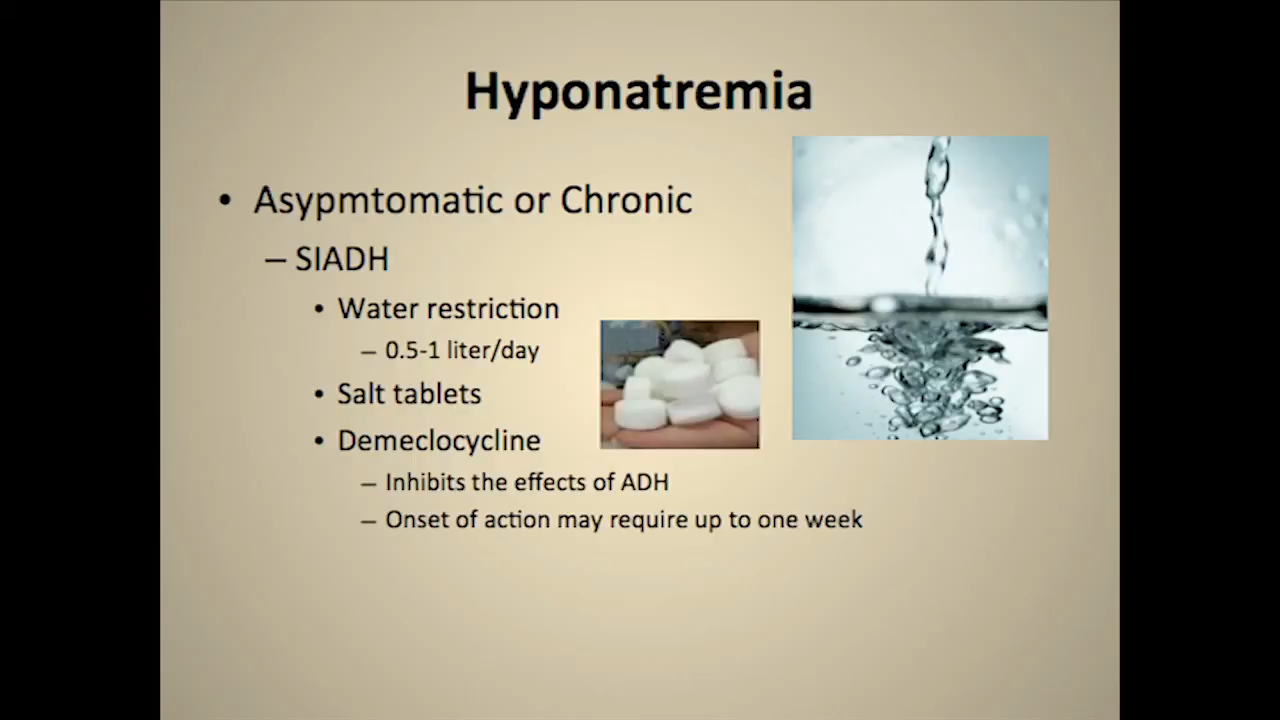 Hyponatremia
• Asypmtomatic or Chronic
– SIADH
• Water restriction
– 0.5-1 liter/day
• Salt tablets
• Demeclocycline
– Inhibits the effects of ADH
– Onset of action may require up to one week